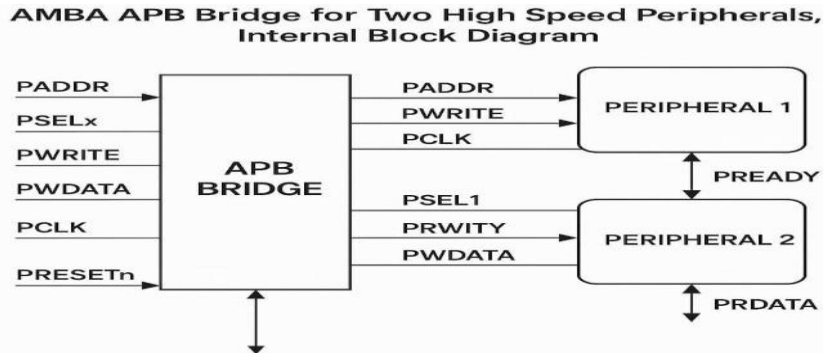 AMBA APB Bridge for Two High Speed Peripherals,
Internal Block Diagram
PADDR
PSELx
PWRITE
PWDATA
PCLK
PRESETn
APB
BRIDGE
PADDR
PWRITE
PCLK
PSEL1
PRWITY
PWDATA
PERIPHERAL 1
PREADY
PERIPHERAL 2
PRDATA